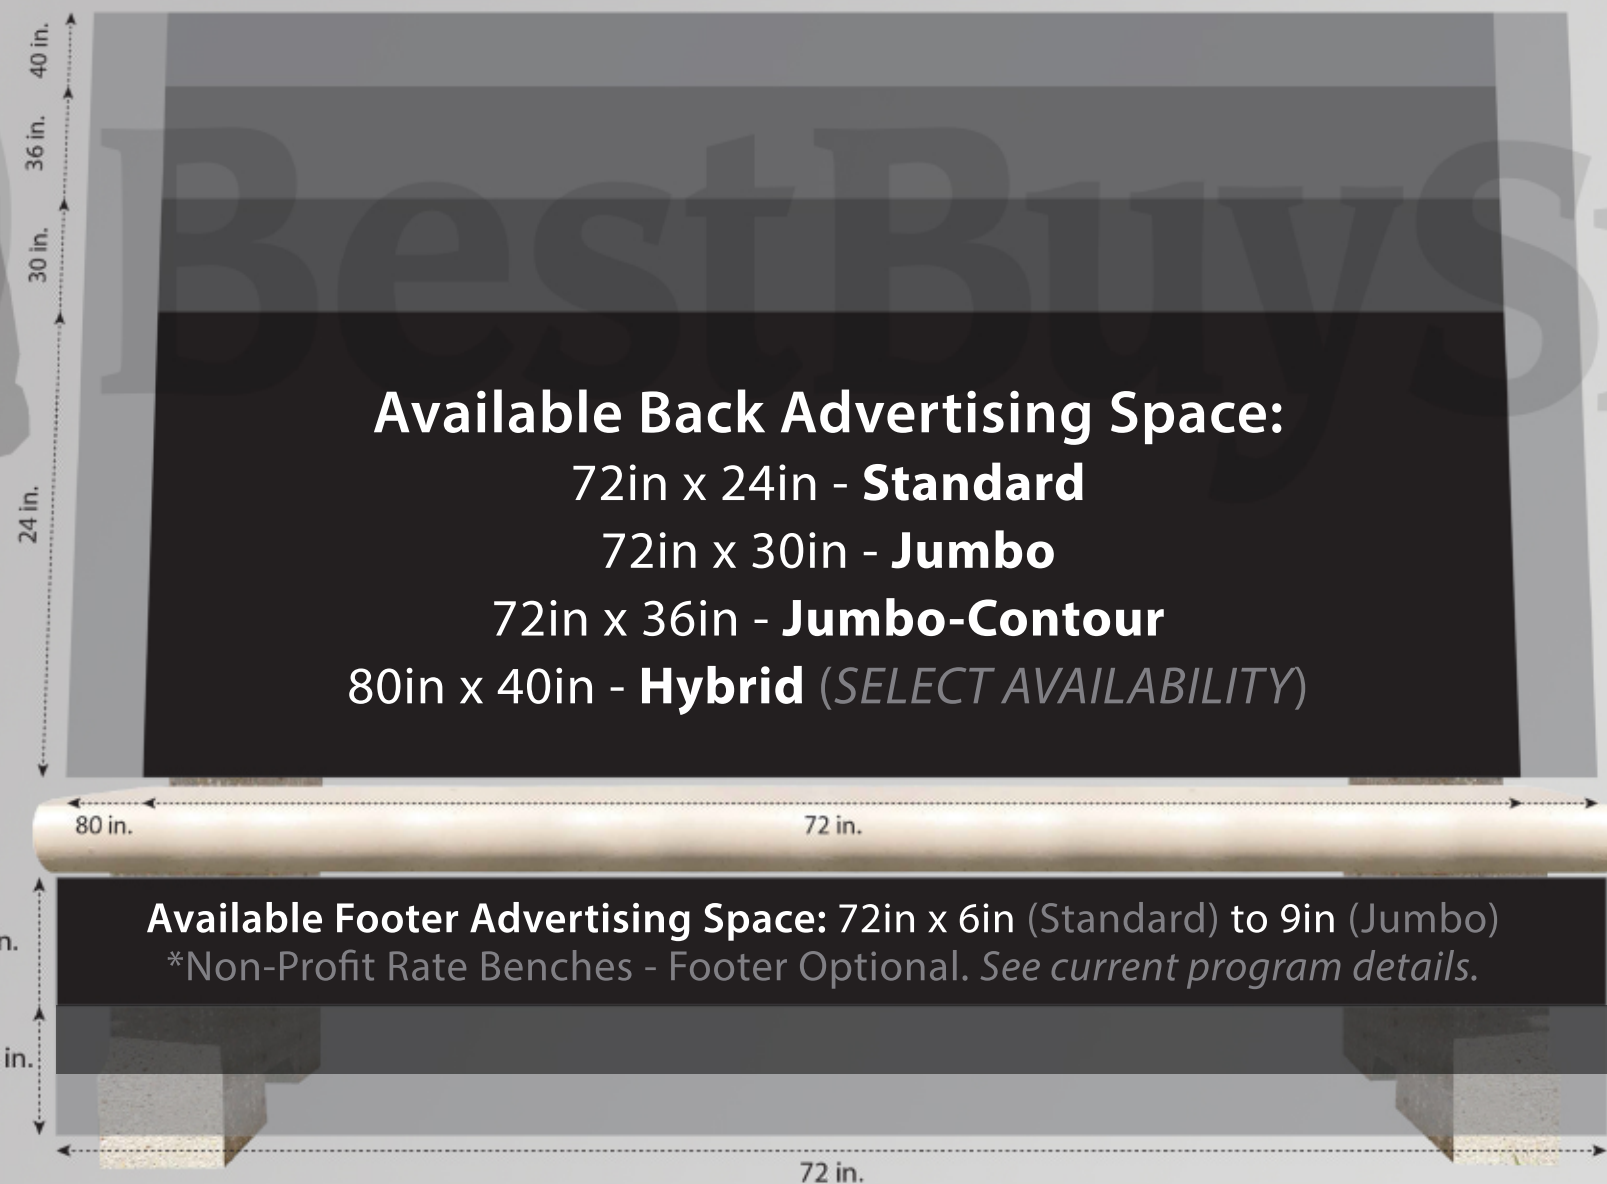 40 in.
36 in.
30 in.
24 in.
BestBuyS
Available Back Advertising Space:
72in x 24in - Standard
72in x 30in - Jumbo
72in x 36in - Jumbo-Contour
80in x 40in - Hybrid (SELECT AVAILABILITY)
80 in.
72 in.
Available Footer Advertising Space: 72in x 6in (Standard) to 9in (Jumbo)
*Non-Profit Rate Benches - Footer Optional. See current program details.
in.
72 in.